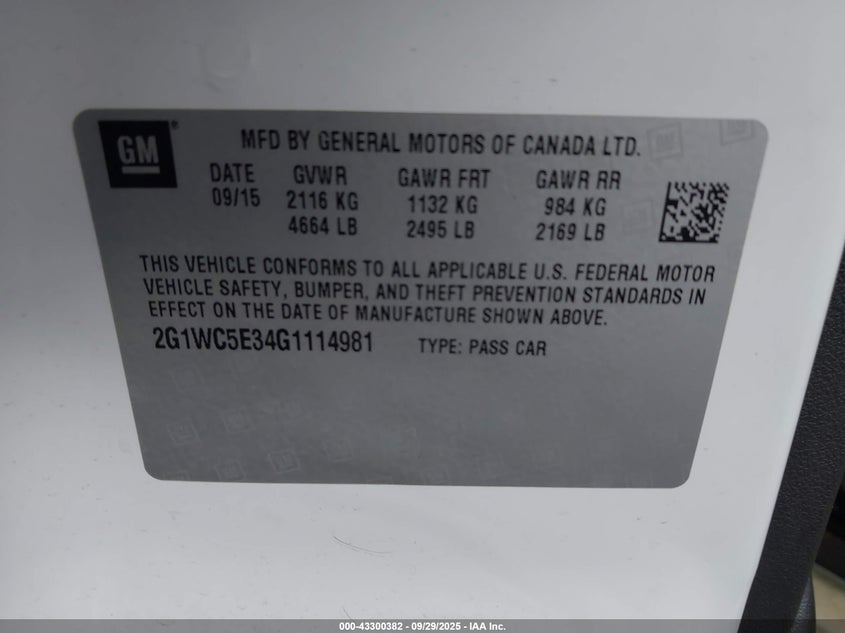 GM
MFD BY GENERAL MOTORS OF CANADA LTD.
DATE GVWR GAWR FRT GAWR RR
09/15 2116 KG 1132 KG 984 KG
4664 LB 2495 LB 2169 LB
THIS VEHICLE CONFORMS TO ALL APPLICABLE U.S. FEDERAL MOTOR
VEHICLE SAFETY, BUMPER, AND THEFT PREVENTION STANDARDS IN
EFFECT ON THE DATE OF MANUFACTURE SHOWN ABOVE.
2G1WC5E34G1114981 TYPE: PASS CAR
000-43300382 - 09/29/2025 - IAA Inc.